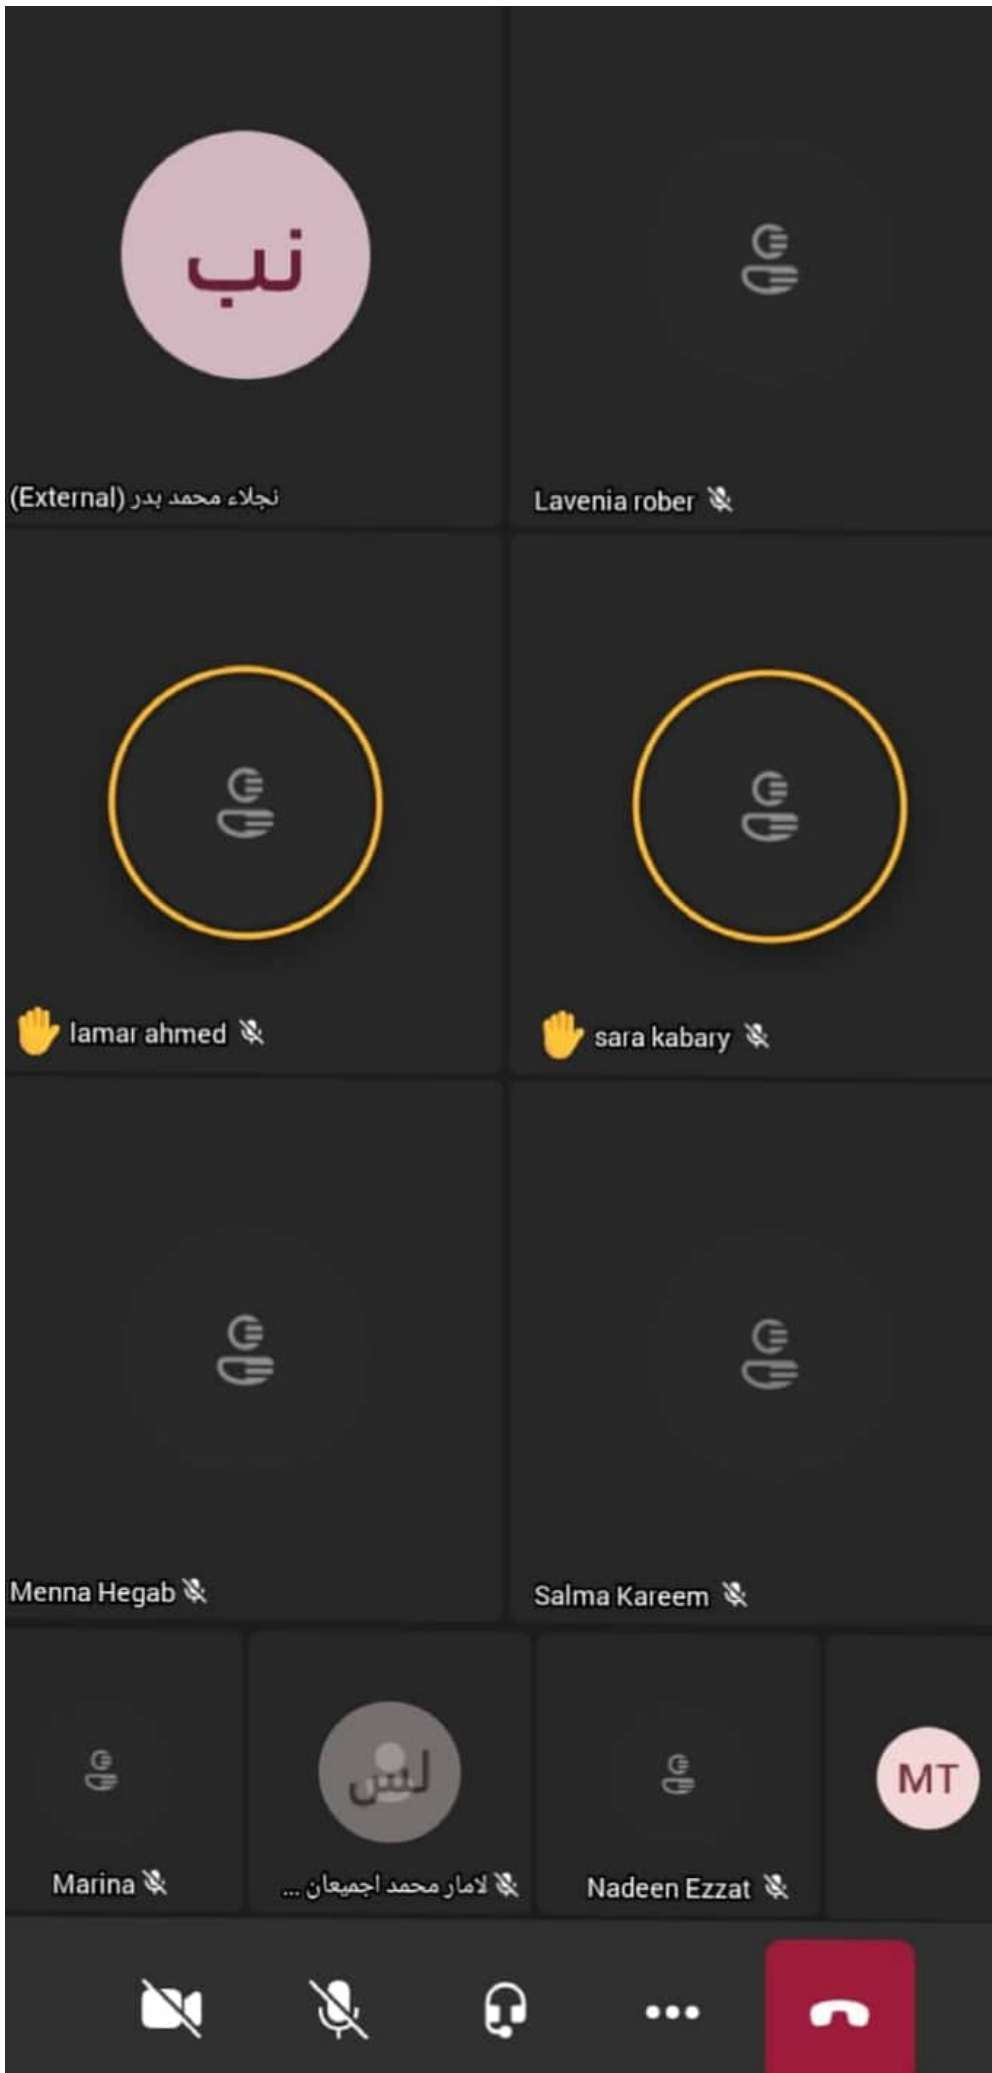 نب
نجلاء محمد بدر (External)
Lavenia rober
lamar ahmed
sara kabary
Menna Hegab
Salma Kareem
Marina
لس
لامار محمد اجميعان ...
Nadeen Ezzat
MT